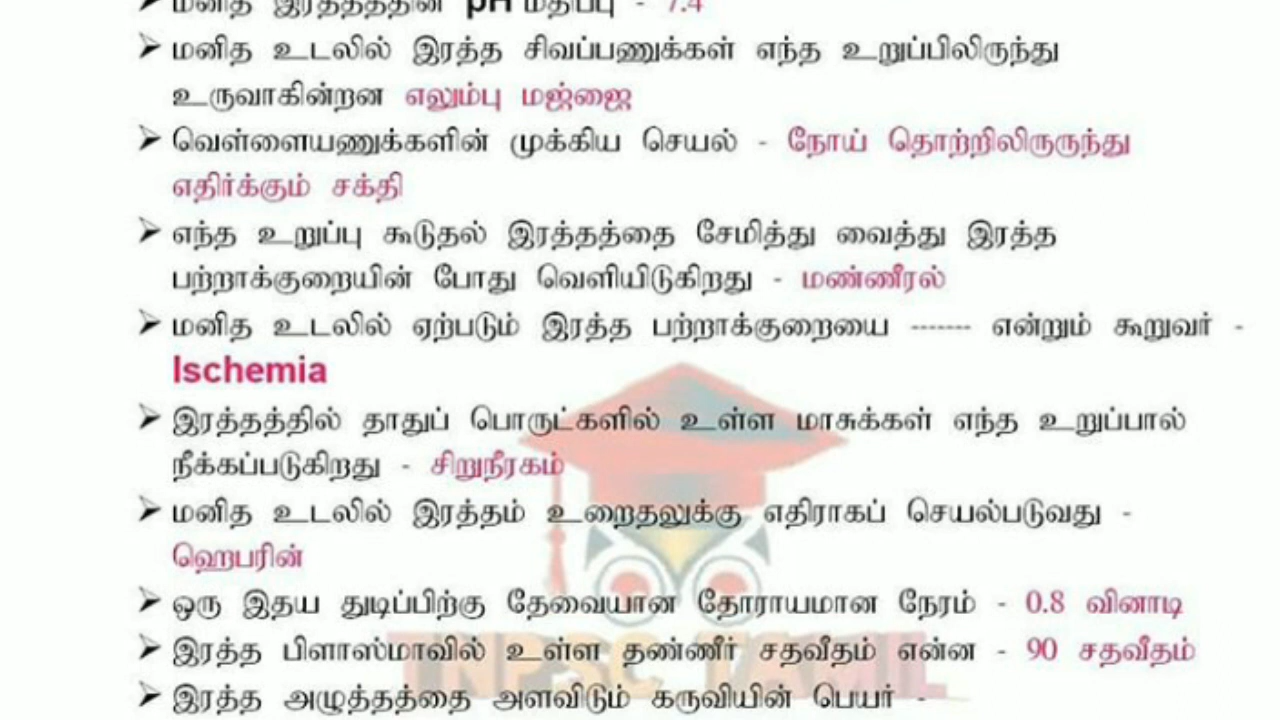 மனித இரத்தத்தின் pH மதிப்பு - 7.4
மனித உடலில் இரத்த சிவப்பணுக்கள் எந்த உறுப்பிலிருந்து
உருவாகின்றன எலும்பு மஜ்ஜை
வெள்ளையணுக்களின் முக்கிய செயல் - நோய் தொற்றிலிருருந்து
எதிர்க்கும் சக்தி
எந்த உறுப்பு கூடுதல் இரத்தத்தை சேமித்து வைத்து இரத்த
பற்றாக்குறையின் போது வெளியிடுகிறது - மண்ணீரல்
மனித உடலில் ஏற்படும் இரத்த பற்றாக்குறையை ------- என்றும் கூறுவர் -
Ischemia
இரத்தத்தில் தாதுப் பொருட்களில் உள்ள மாசுக்கள் எந்த உறுப்பால்
நீக்கப்படுகிறது - சிறுநீரகம்
மனித உடலில் இரத்தம் உறைதலுக்கு எதிராகப் செயல்படுவது -
ஹெபரின்
ஒரு இதய துடிப்பிற்கு தேவையான தோராயமான நேரம் - 0.8 வினாடி
இரத்த பிளாஸ்மாவில் உள்ள தண்ணீர் சதவீதம் என்ன - 90 சதவீதம்
TNPSC TAMIL
இரத்த அழுத்தத்தை அளவிடும் கருவியின் பெயர் -